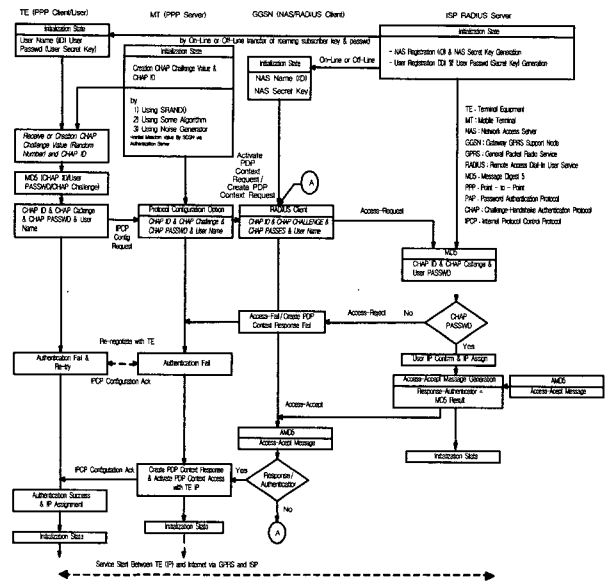 TE (PPP Client/User)
MT (PPP Server)
GGSN (NAS/RADIUS Client)
ISP RADIUS Server
Initialization State
User Name (ID) User
Passwd (User Secret Key)
by On-Line or Off-Line transfer of roaming subscriber key & passwd
Initialization State
- NAS Registration (ID) & NAS Secret Key Generation
- User Registration (ID) & User Passwd (Secret Key) Generation
Initialization State
Creation CHAP Challenge Value &
CHAP ID
by
1) Using SRAND()
2) Using Some Algorithm
3) Using Noise Generator
Authentication Server
Initialization State
NAS Name (ID)
NAS Secret Key
On-Line or Off-Line
TE : Terminal Equipment
MT : Mobile Terminal
NAS : Network Access Server
GGSN : Gateway GPRS Support Node
GPRS : General Packet Radio Service
RADIUS : Remote Access Dial-In User Service
MD5 : Message Digest 5
PPP : Point - to - Point
PAP : Password Authentication Protocol
CHAP : Challenge-Handshake Authentication Protocol
IPCP : Internet Protocol Control Protocol
Receive or Creation CHAP
Challenge Value (Random
Number) and CHAP ID
MD5 (CHAP ID/User
PASSWD/CHAP Challenge)
CHAP ID & CHAP Challenge
& CHAP PASSWD & User
Name
IPCP
Config
Request
Activate
PDP
Context
Request/
Create PDP
Context Request
A
Protocol Configuration Option
CHAP ID & CHAP Challenge &
CHAP PASSWD & User Name
RADIUS Client
CHAP ID & CHAP CHALLENGE &
CHAP PASSES & User Name
Access-Request
MD5
CHAP ID & CHAP Challenge &
User PASSWD
Access-Fail/Create PDP
Context Response Fail
Access-Reject
No
CHAP
PASSWD
Yes
Re-negotiate with TE
Authentication Fail &
Re-try
Authentication Fail
IPCP Configuration Ack
User IP Confirm & IP Assign
Access-Accept Message Generation
Response-Authenticator =
MD5 Result
AMD5
Access-Acept Message
Access-Accept
Initialization State
AMD5
Access-Acept Message
IPCP Configuration Ack
Create PDP Context Response
& Activate PDP Context Access
with TE IP
Yes
Response/
Authenticator
No
A
Authentication Success
& IP Assignment
Initialization State
Initialization State
Service Start Between TE (IP) and Internet via GPRS and ISP